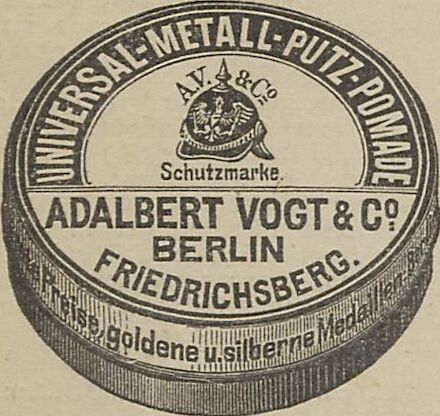 UNIVERSAL-METALL-PUTZ-POMADE
A.V. & Cº
Schutzmarke.
ADALBERT VOGT & Cº
BERLIN
FRIEDRICHSBERG.
Preise, goldene u. silberne Medaillen